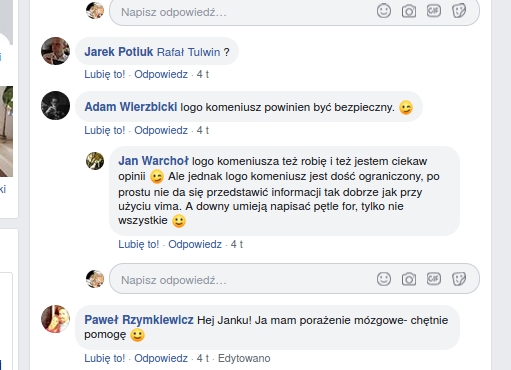 Napisz odpowiedź…
Jarek Potiuk Rafał Tulwin ?
Lubię to! · Odpowiedz · 4 t
Adam Wierzbicki logo komeniusz powinien być bezpieczny. 😉
Lubię to! · Odpowiedz · 4 t
Jan Warchoł logo komeniusza też robię i też jestem ciekaw
opinii 😉 Ale jednak logo komeniusz jest dość ograniczony, po
prostu nie da się przedstawić informacji tak dobrze jak przy
użyciu vima. A downy umieją napisać pętle for, tylko nie
wszystkie 🙂
Lubię to! · Odpowiedz · 4 t
Napisz odpowiedź…
Paweł Rzymkiewicz Hej Janku! Ja mam porażenie mózgowe- chętnie
pomogę 🙂
Lubię to! · Odpowiedz · 4 t · Edytowano